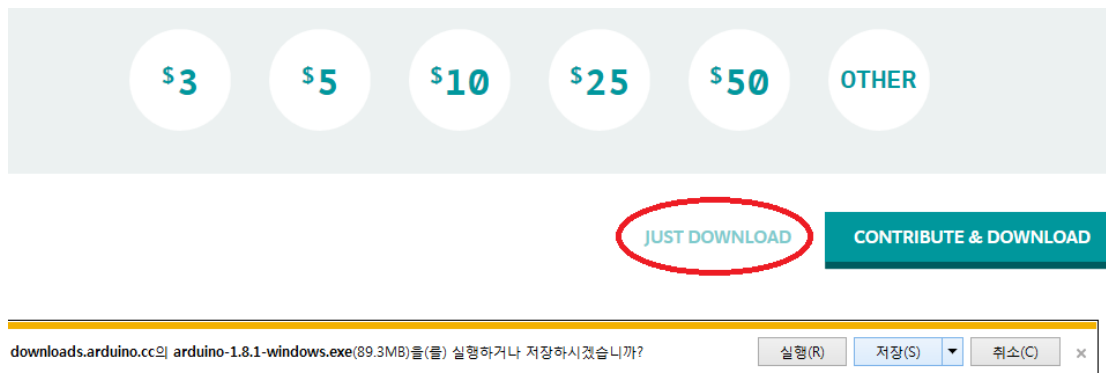 $3 $5 $10 $25 $50 OTHER
JUST DOWNLOAD CONTRIBUTE & DOWNLOAD
downloads.arduino.cc의 arduino-1.8.1-windows.exe(89.3MB)을(를) 실행하거나 저장하시겠습니까? 실행(R) 저장(S) 취소(C) ×